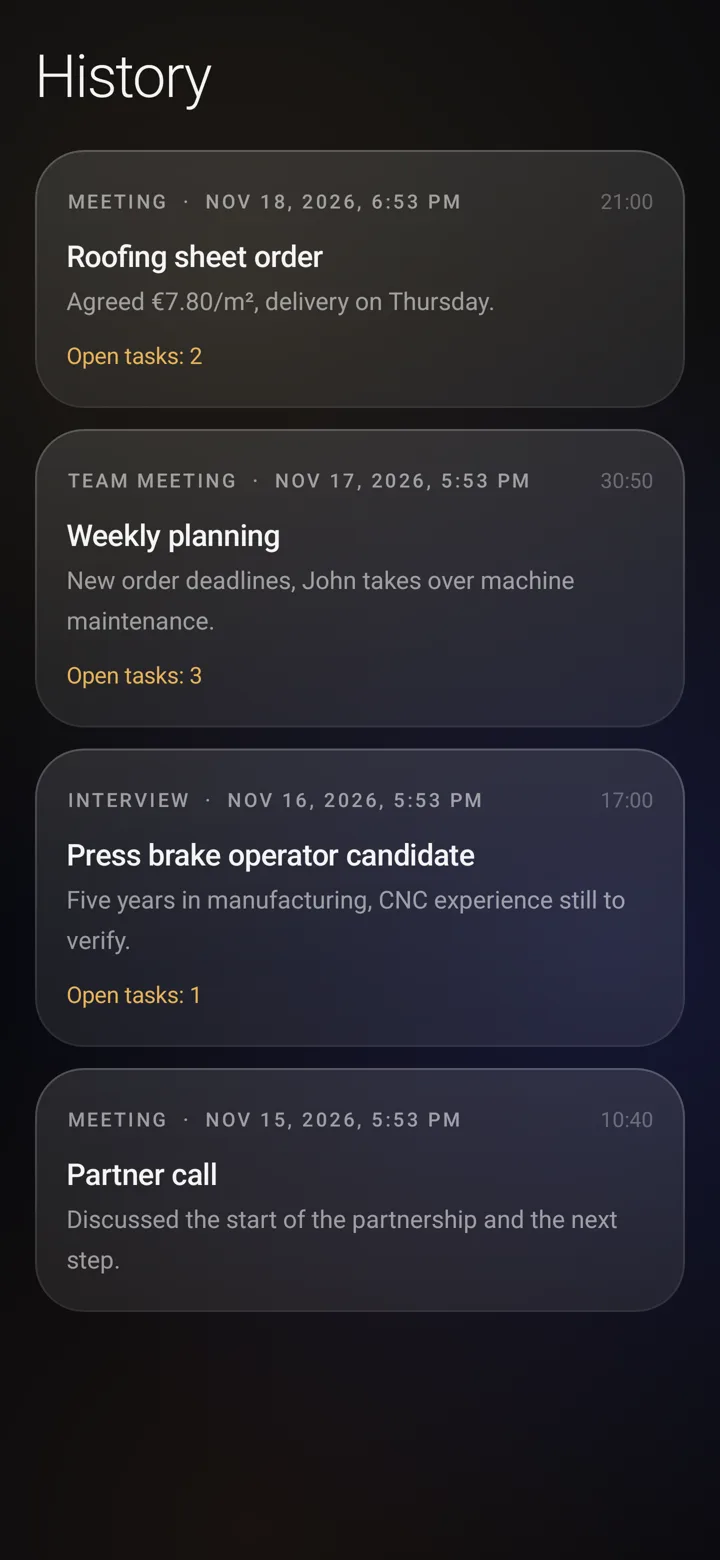 History
MEETING · NOV 18, 2026, 6:53 PM 21:00
Roofing sheet order
Agreed €7.80/m², delivery on Thursday.
Open tasks: 2
TEAM MEETING · NOV 17, 2026, 5:53 PM 30:50
Weekly planning
New order deadlines, John takes over machine
maintenance.
Open tasks: 3
INTERVIEW · NOV 16, 2026, 5:53 PM 17:00
Press brake operator candidate
Five years in manufacturing, CNC experience still to
verify.
Open tasks: 1
MEETING · NOV 15, 2026, 5:53 PM 10:40
Partner call
Discussed the start of the partnership and the next
step.